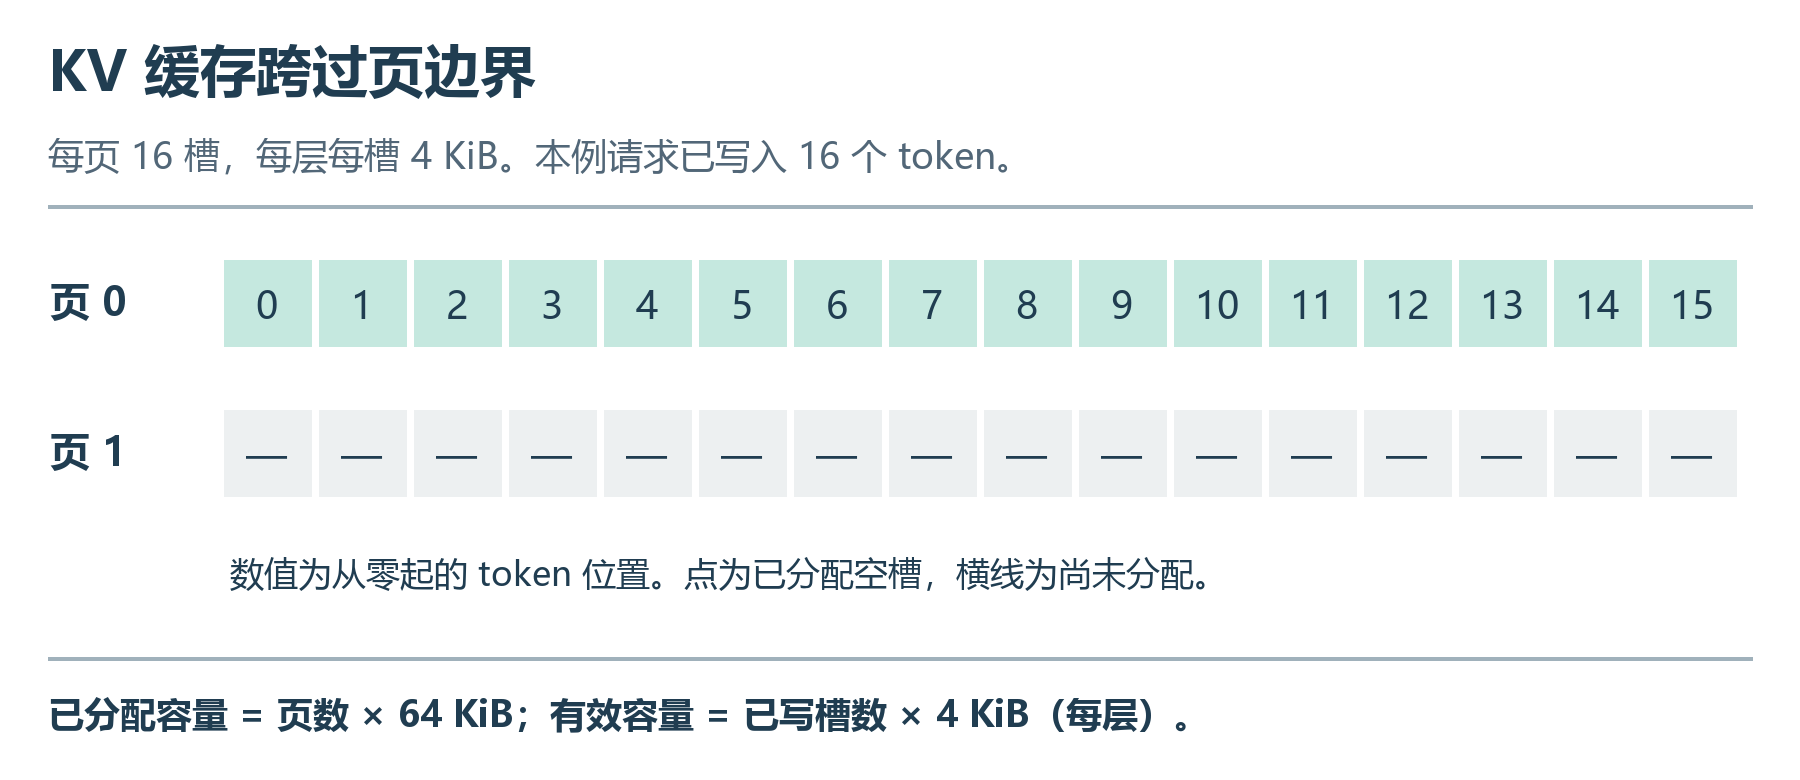 KV 缓存跨过页边界
每页 16 槽，每层每槽 4 KiB。本例请求已写入 16 个 token。
页 0 0 1 2 3 4 5 6 7 8 9 10 11 12 13 14 15
页 1 — — — — — — — — — — — — — — — —
数值为从零起的 token 位置。点为已分配空槽，横线为尚未分配。
已分配容量 = 页数 × 64 KiB；有效容量 = 已写槽数 × 4 KiB（每层）。